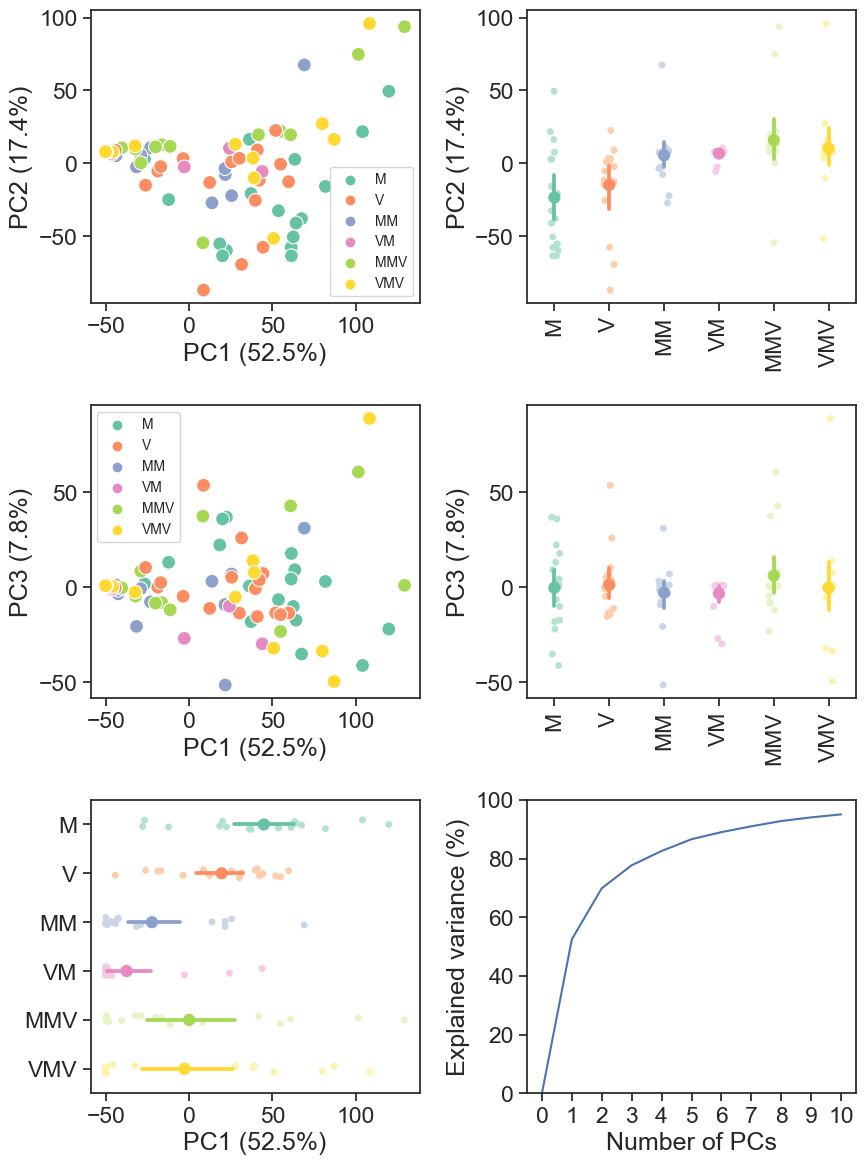 100
50
0
−50
PC2 (17.4%)
−50
0
50
100
PC1 (52.5%)
M
V
MM
VM
MMV
VMV
100
50
0
−50
PC2 (17.4%)
M
V
MM
VM
MMV
VMV
50
0
−50
PC3 (7.8%)
−50
0
50
100
PC1 (52.5%)
M
V
MM
VM
MMV
VMV
50
0
−50
PC3 (7.8%)
M
V
MM
VM
MMV
VMV
M
V
MM
VM
MMV
VMV
−50
0
50
100
PC1 (52.5%)
100
80
60
40
20
0
Explained variance (%)
0 1 2 3 4 5 6 7 8 9 10
Number of PCs